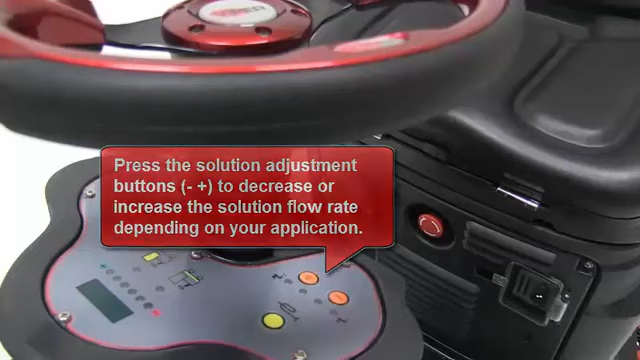 Press the solution adjustment
buttons (- +) to decrease or
increase the solution flow rate
depending on your application.